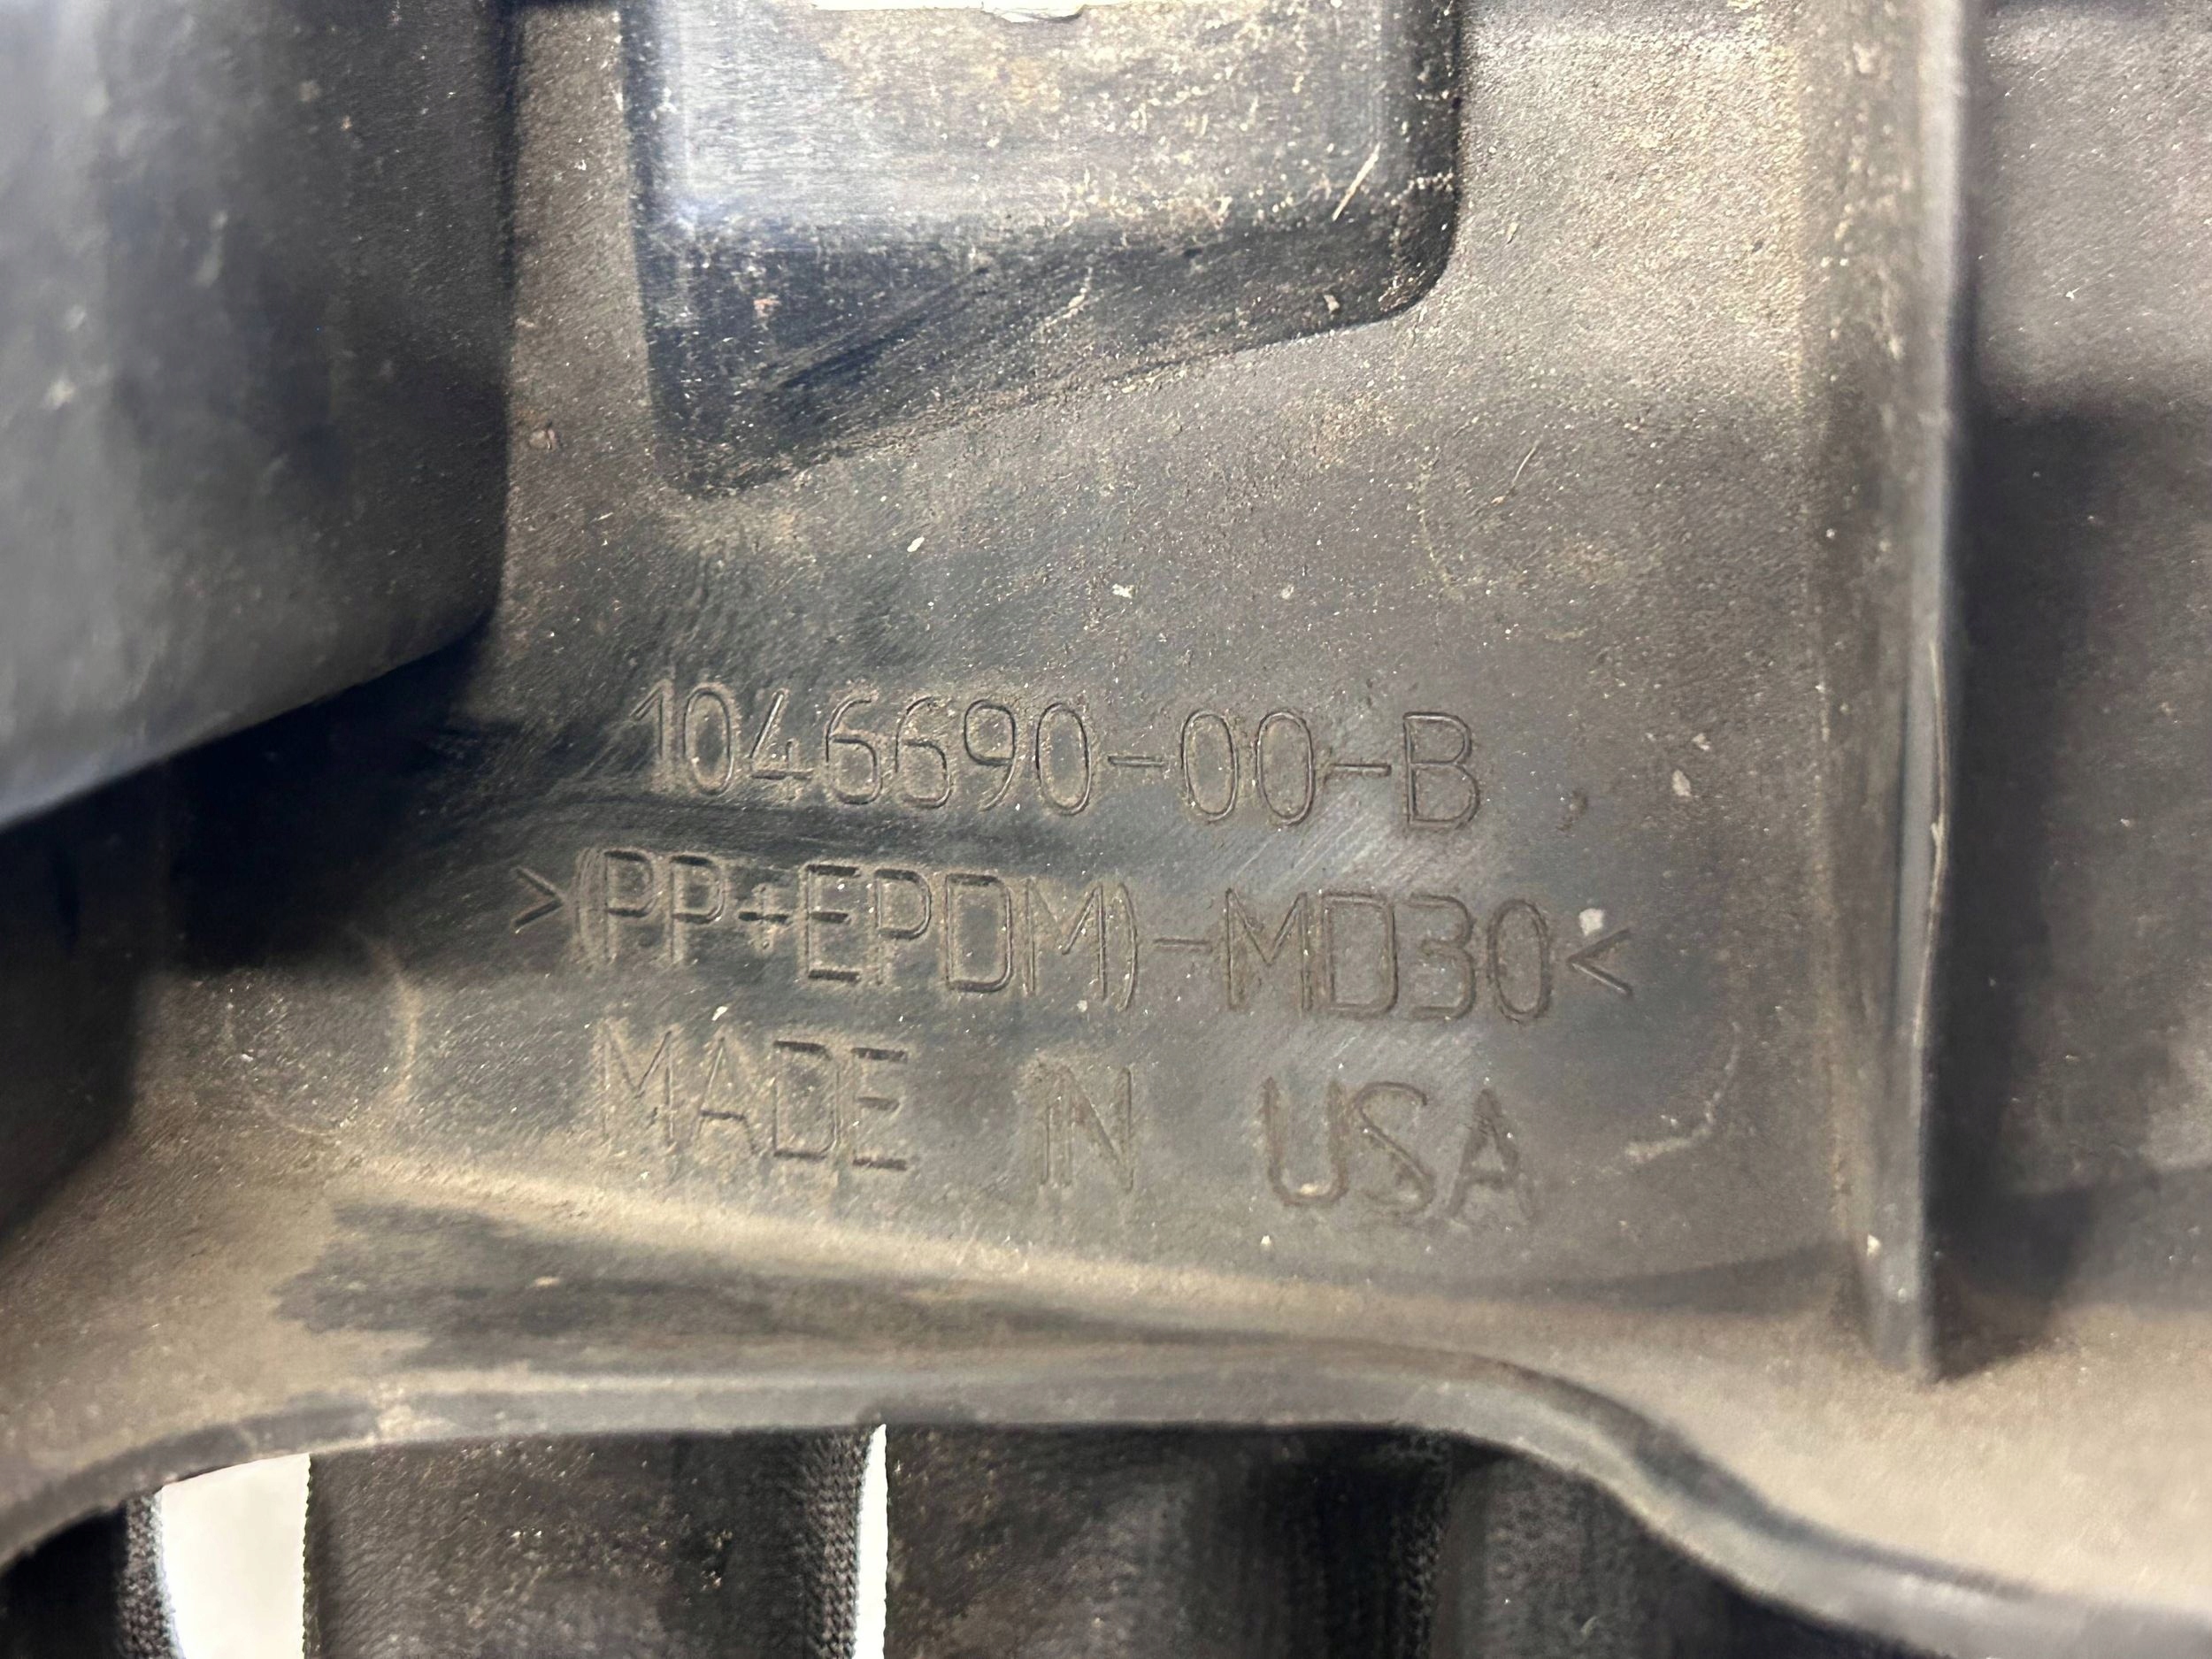 1046690-00-B
>(PP+EPDM)-MD30<
MADE IN USA